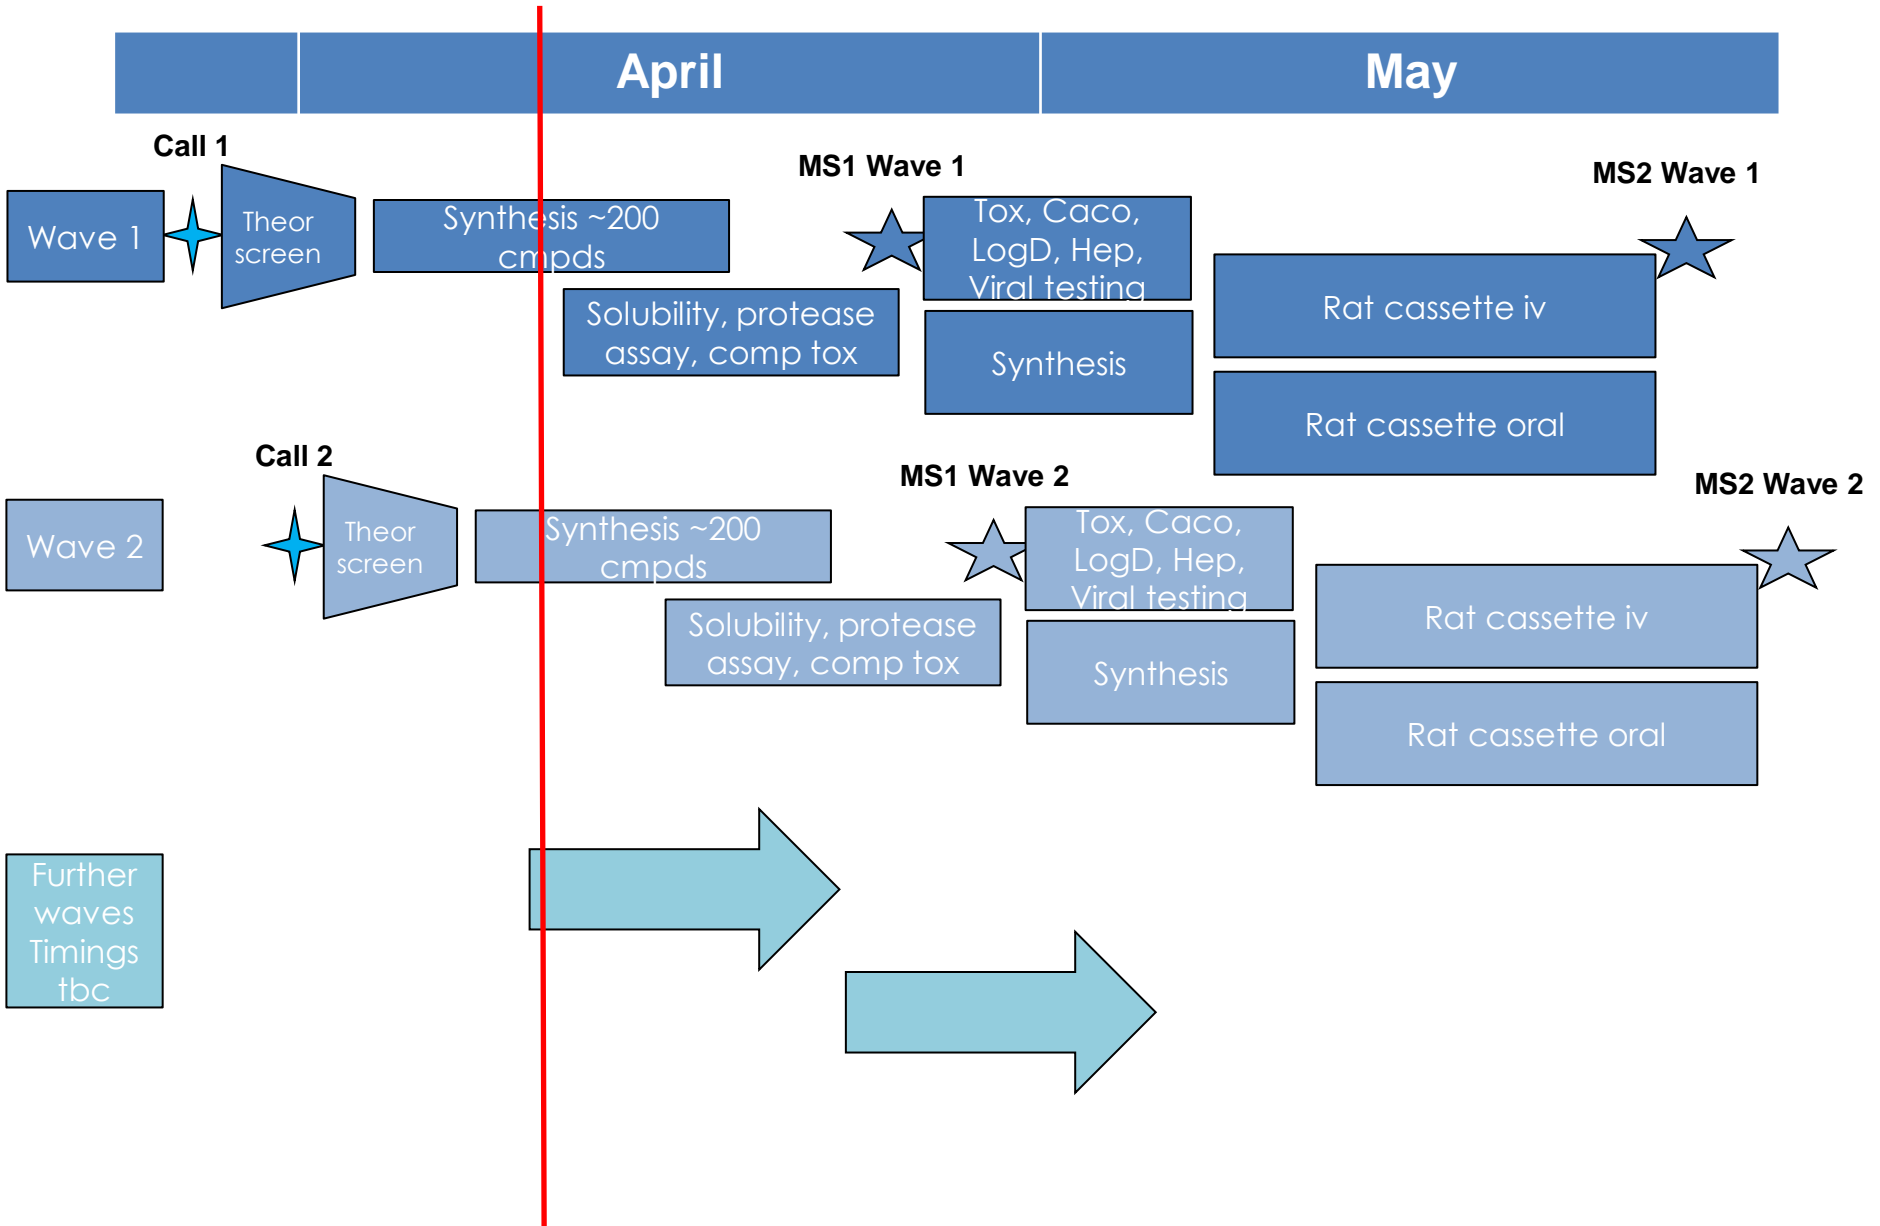 April
May
Call 1
MS1 Wave 1
MS2 Wave 1
Wave 1
Theor
screen
Synthesis ~200
cmpds
Tox, Caco,
LogD, Hep,
Viral testing
Solubility, protease
assay, comp tox
Synthesis
Rat cassette iv
Rat cassette oral
Call 2
MS1 Wave 2
MS2 Wave 2
Wave 2
Theor
screen
Synthesis ~200
cmpds
Tox, Caco,
LogD, Hep,
Viral testing
Solubility, protease
assay, comp tox
Synthesis
Rat cassette iv
Rat cassette oral
Further
waves
Timings
tbc